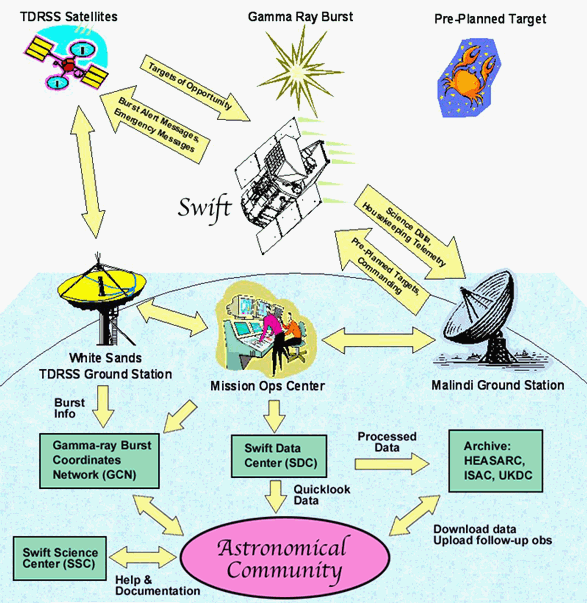 TDRSS Satellites
Gamma Ray Burst
Pre-Planned Target
Targets of Opportunity
Burst Alert Messages,
Emergency Messages
Swift
Science Data,
Housekeeping Telemetry
Pre-Planned Targets,
Commanding
White Sands
TDRSS Ground Station
Mission Ops Center
Malindi Ground Station
Burst
Info
Gamma-ray Burst
Coordinates
Network (GCN)
Swift Data
Center (SDC)
Processed
Data
Archive:
HEASARC,
ISAC, UKDC
Quicklook
Data
Download data
Upload follow-up obs
Astronomical
Community
Swift Science
Center (SSC)
Help &
Documentation